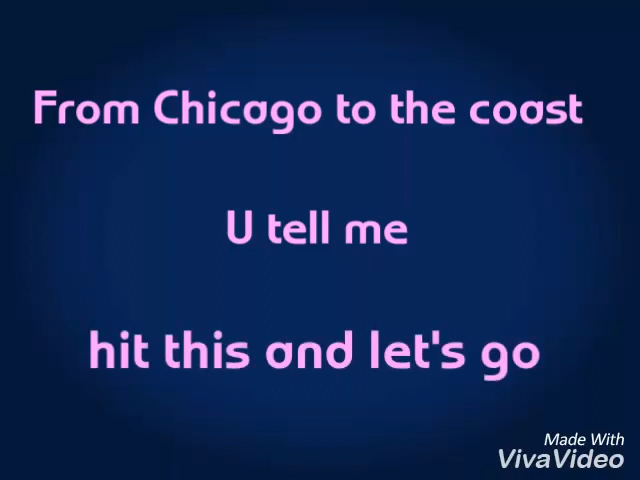 From Chicago to the coast
U tell me
hit this and let's go
Made With
VivaVideo